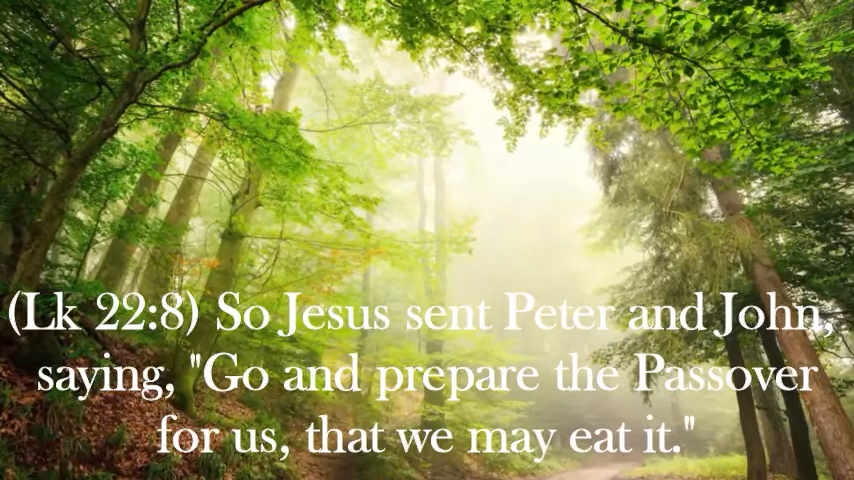 (Lk 22:8) So Jesus sent Peter and John,
saying, "Go and prepare the Passover
for us, that we may eat it."